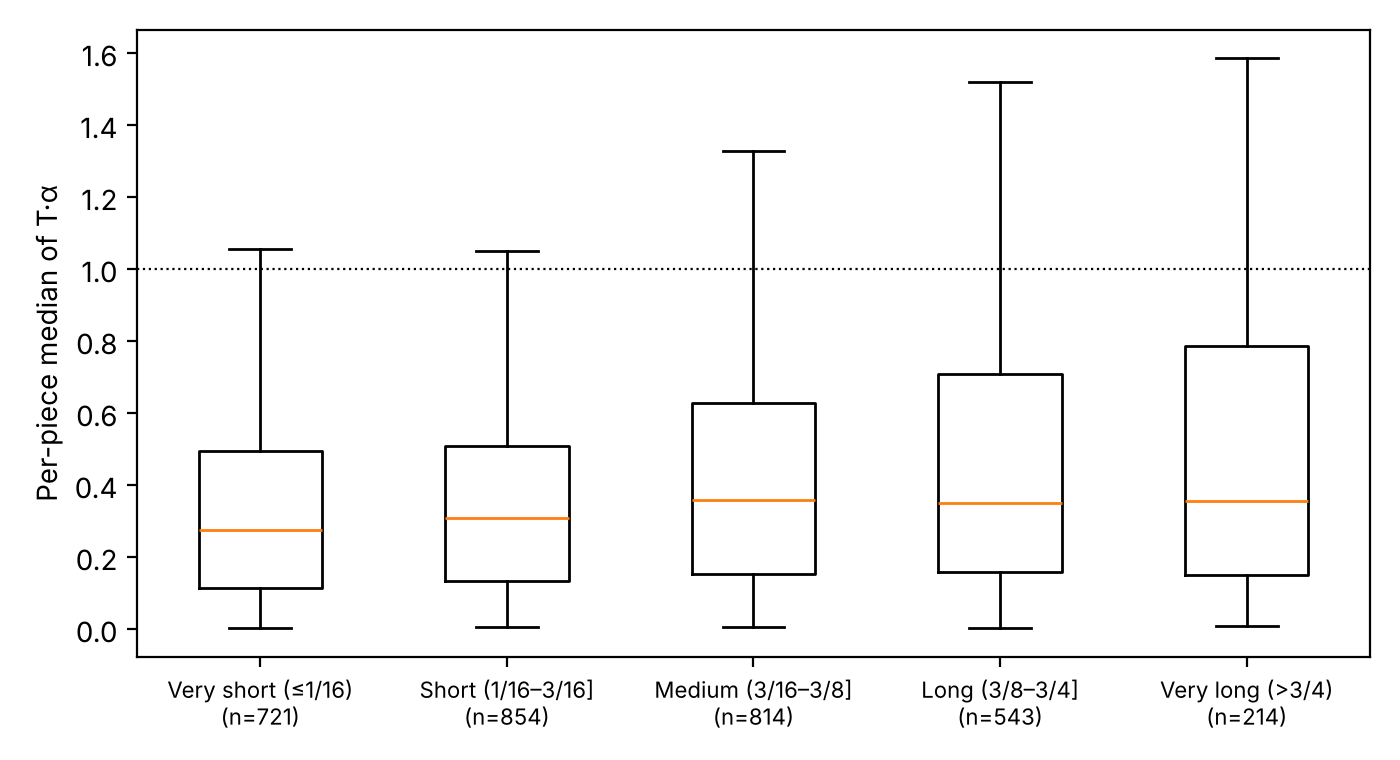 Per-piece median of T·α
1.6
1.4
1.2
1.0
0.8
0.6
0.4
0.2
0.0
Very short (≤1/16)
(n=721)
Short (1/16–3/16]
(n=854)
Medium (3/16–3/8]
(n=814)
Long (3/8–3/4]
(n=543)
Very long (>3/4)
(n=214)